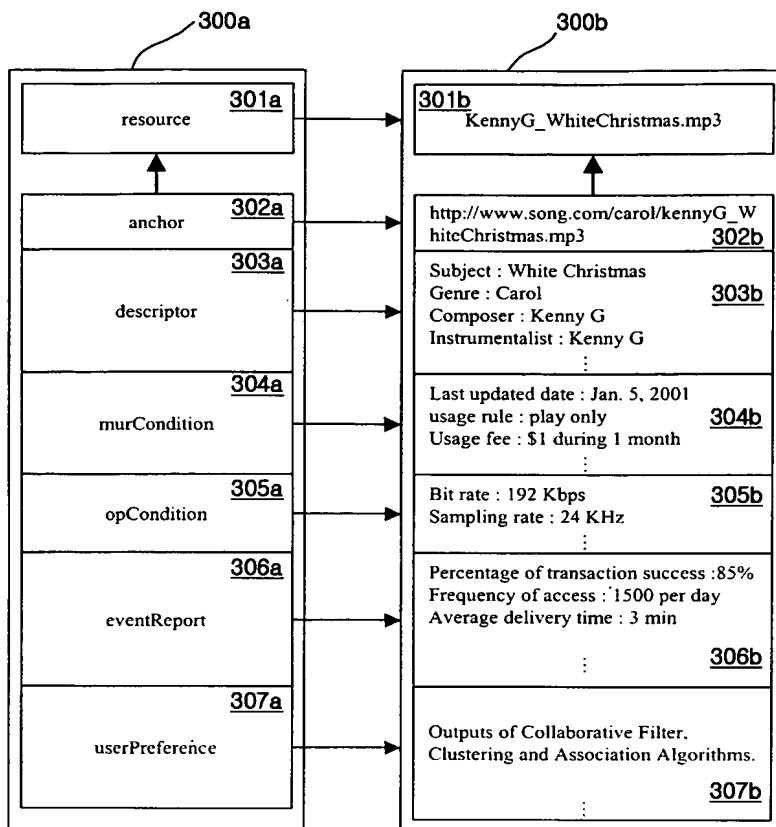 300a
300b
301a
resource
301b
KennyG_WhiteChristmas.mp3
302a
anchor
http://www.song.com/carol/kennyG_W
hiteChristmas.mp3
302b
303a
descriptor
Subject : White Christmas
Genre : Carol
Composer : Kenny G
Instrumentalist : Kenny G
⋮
303b
304a
murCondition
Last updated date : Jan. 5, 2001
usage rule : play only
Usage fee : $1 during 1 month
⋮
304b
305a
opCondition
Bit rate : 192 Kbps
Sampling rate : 24 KHz
⋮
305b
306a
eventReport
Percentage of transaction success :85%
Frequency of access : 1500 per day
Average delivery time : 3 min
⋮
306b
307a
userPreference
Outputs of Collaborative Filter,
Clustering and Association Algorithms.
307b
⋮